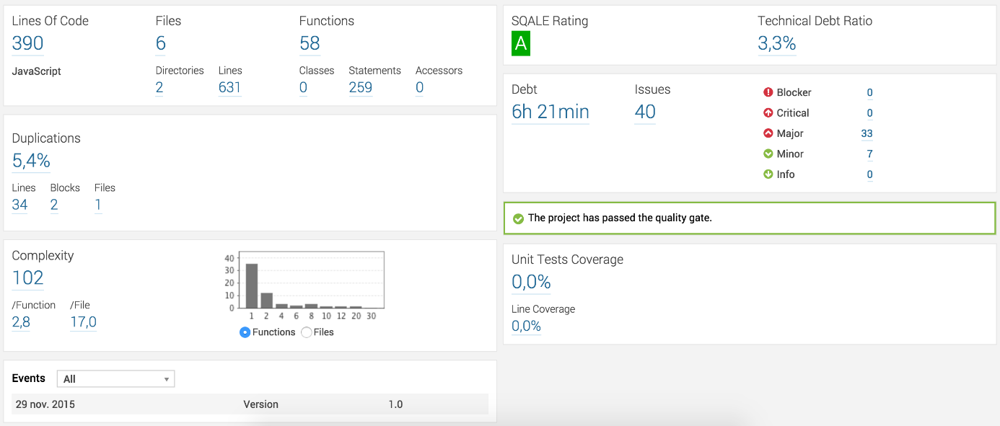 Lines Of Code
390
JavaScript
Files
6
Directories Lines
2 631
Functions
58
Classes Statements Accessors
0 259 0
Duplications
5,4%
Lines Blocks Files
34 2 1
Complexity
102
/Function /File
2,8 17,0
40
30
20
10
0
1 2 4 6 8 10 12 20 30
Functions Files
Events All
29 nov. 2015 Version 1.0
SQALE Rating
A
Technical Debt Ratio
3,3%
Debt
6h 21min
Issues
40
Blocker 0
Critical 0
Major 33
Minor 7
Info 0
The project has passed the quality gate.
Unit Tests Coverage
0,0%
Line Coverage
0,0%